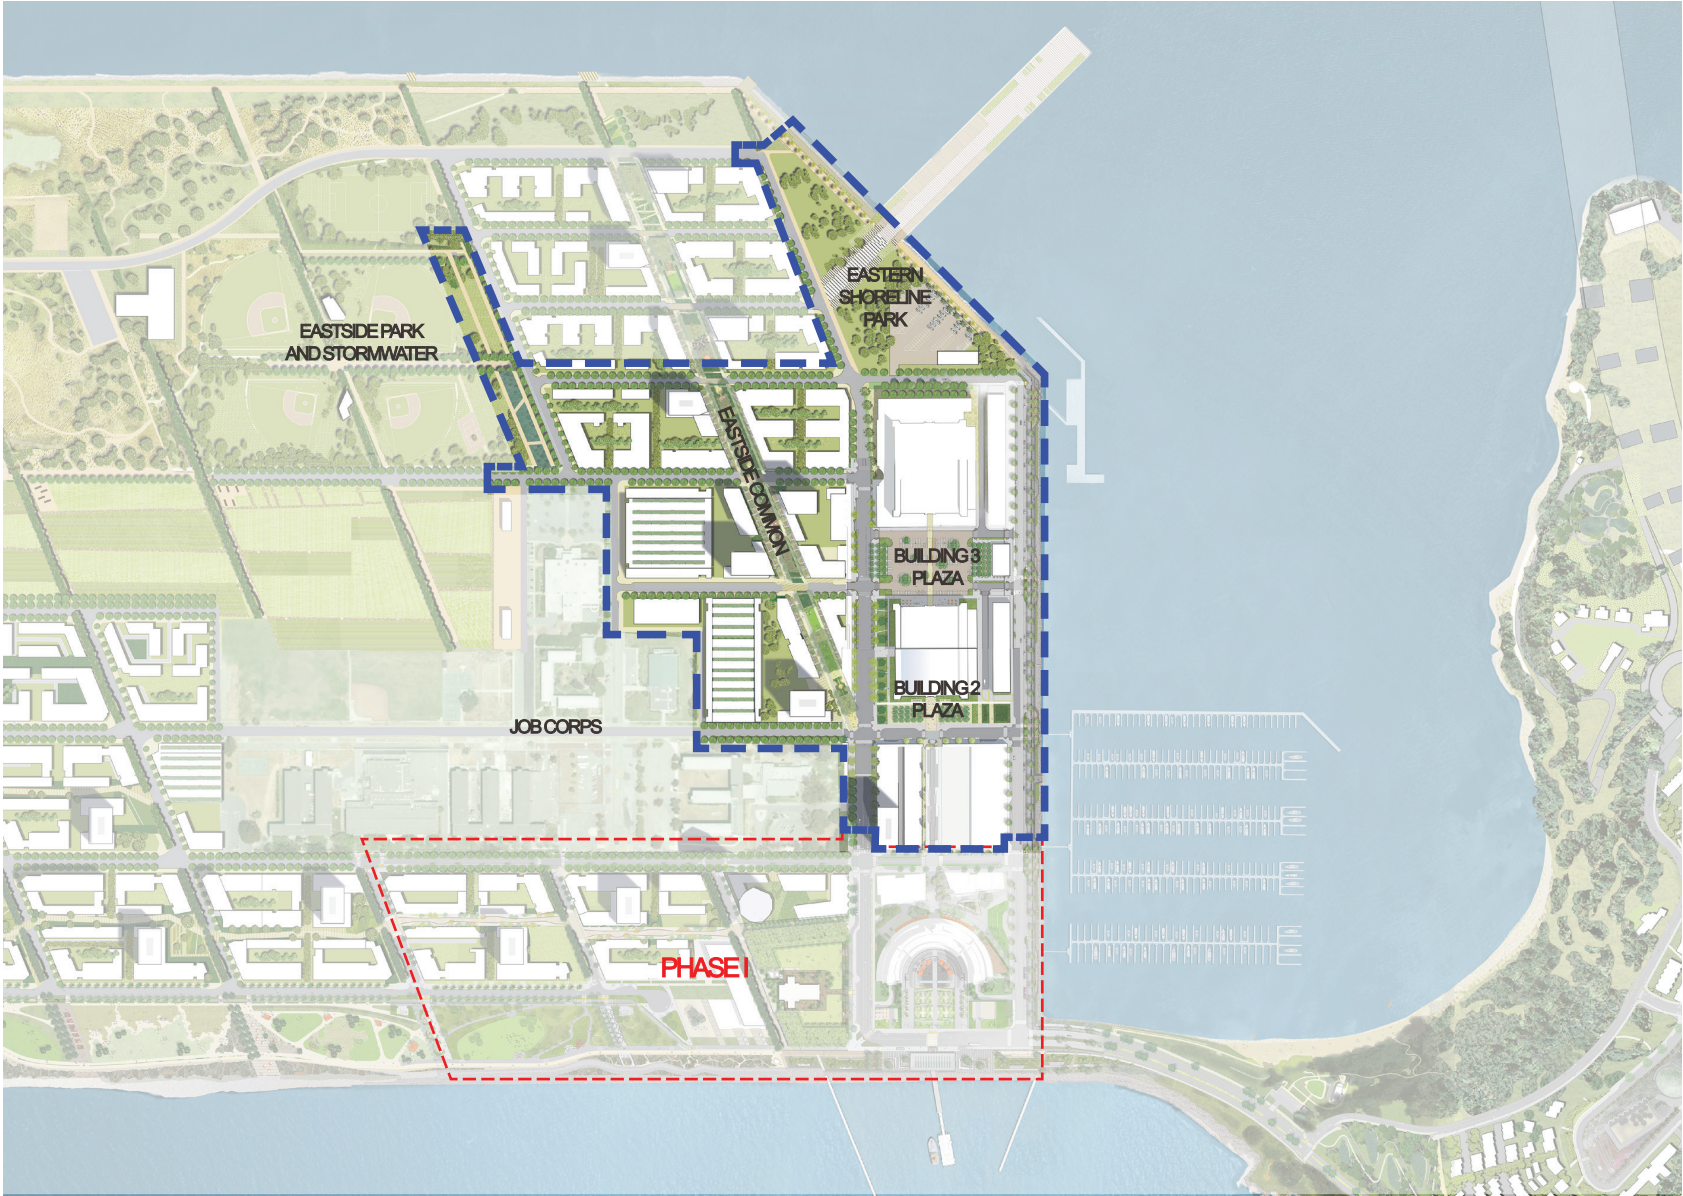 EASTERN
SHORELINE
PARK
EASTSIDE PARK
AND STORMWATER
EASTSIDE COMMON
BUILDING 3
PLAZA
BUILDING 2
PLAZA
JOB CORPS
PHASE I